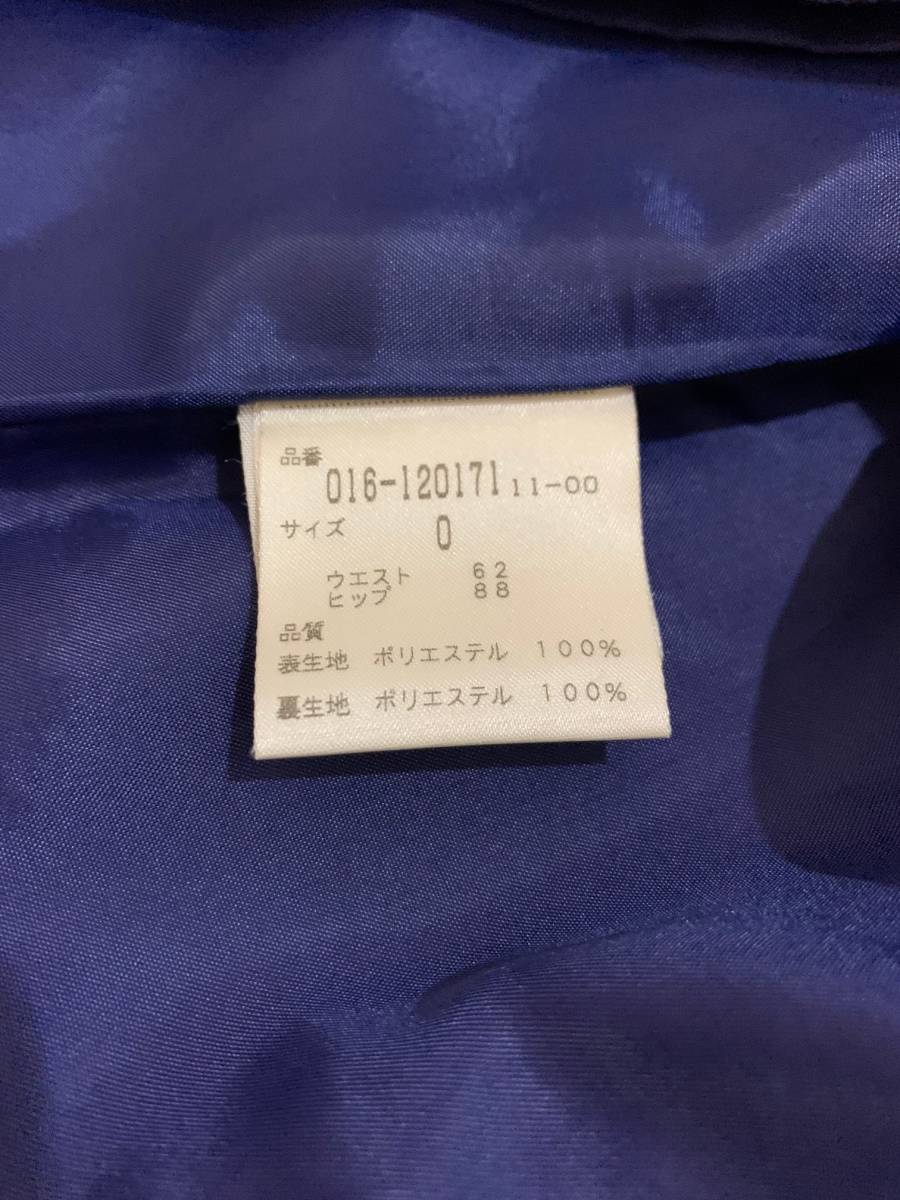 品番
016-120171 11-00
サイズ 0
ウエスト 62
ヒップ 88
品質
表生地 ポリエステル 100%
裏生地 ポリエステル 100%